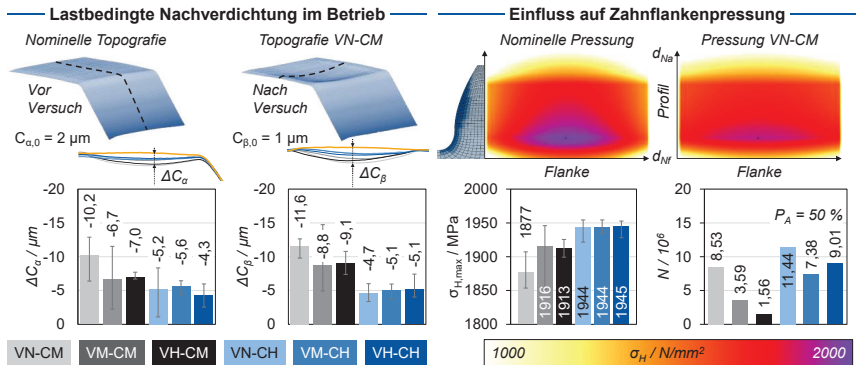 Lastbedingte Nachverdichtung im Betrieb
Nominelle Topografie
Topografie VN-CM
Vor
Versuch
Nach
Versuch
Cα,0 = 2 µm
Cβ,0 = 1 µm
ΔCα
ΔCβ
ΔCα / µm
-20
-15
-10
-5
0
-10,2
-6,7
-7,0
-5,2
-5,6
-4,3
ΔCβ / µm
-20
-15
-10
-5
0
-11,6
-8,8
-9,1
-4,7
-5,1
-5,1
Einfluss auf Zahnflankenpressung
Nominelle Pressung
Pressung VN-CM
dNa
Profil
dNf
Flanke
Flanke
σH,max / MPa
2000
1950
1900
1850
1800
1877
1916
1913
1944
1944
1945
N / 10⁶
20
15
10
5
0
PA = 50 %
8,53
3,59
1,56
11,44
7,38
9,01
VN-CM
VM-CM
VH-CM
VN-CH
VM-CH
VH-CH
1000
σH / N/mm²
2000